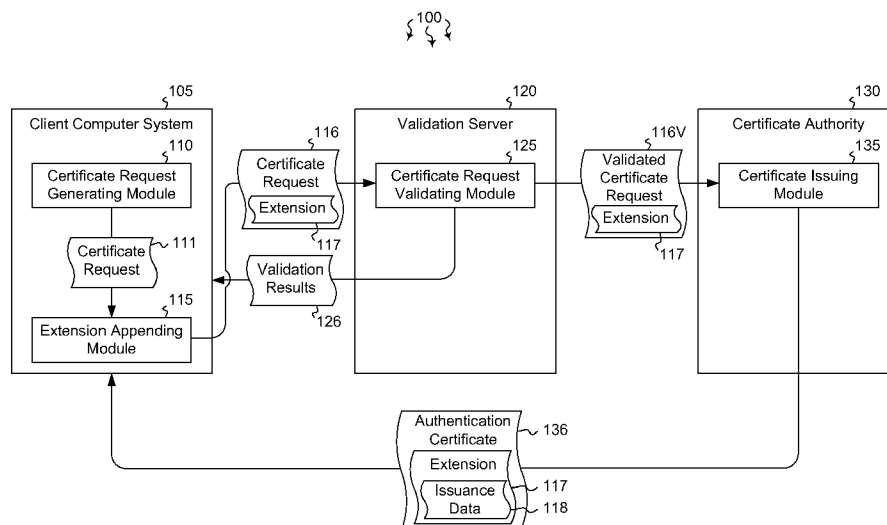 100
105
Client Computer System
110
Certificate Request
Generating Module
111
Certificate
Request
115
Extension Appending
Module
116
Certificate
Request
Extension
117
Validation
Results
126
120
Validation Server
125
Certificate Request
Validating Module
116V
Validated
Certificate
Request
Extension
117
130
Certificate Authority
135
Certificate Issuing
Module
Authentication
Certificate
136
Extension
117
Issuance
Data
118